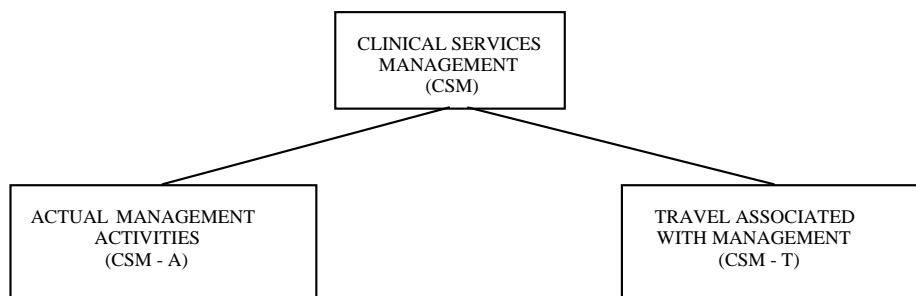 CLINICAL SERVICES
MANAGEMENT
(CSM)
ACTUAL MANAGEMENT
ACTIVITIES
(CSM - A)
TRAVEL ASSOCIATED
WITH MANAGEMENT
(CSM - T)